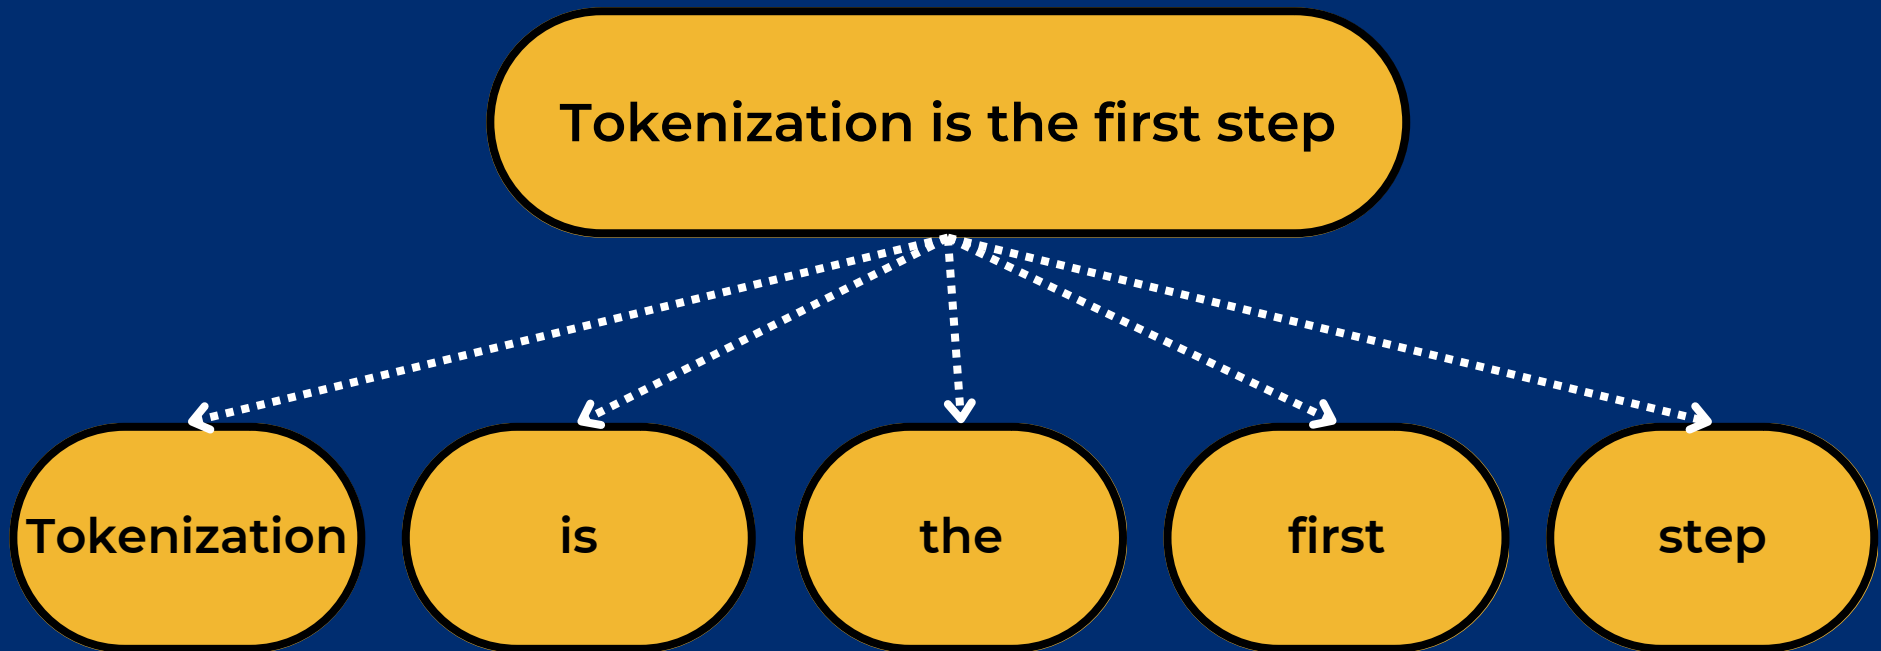 Tokenization is the first step
Tokenization
is
the
first
step